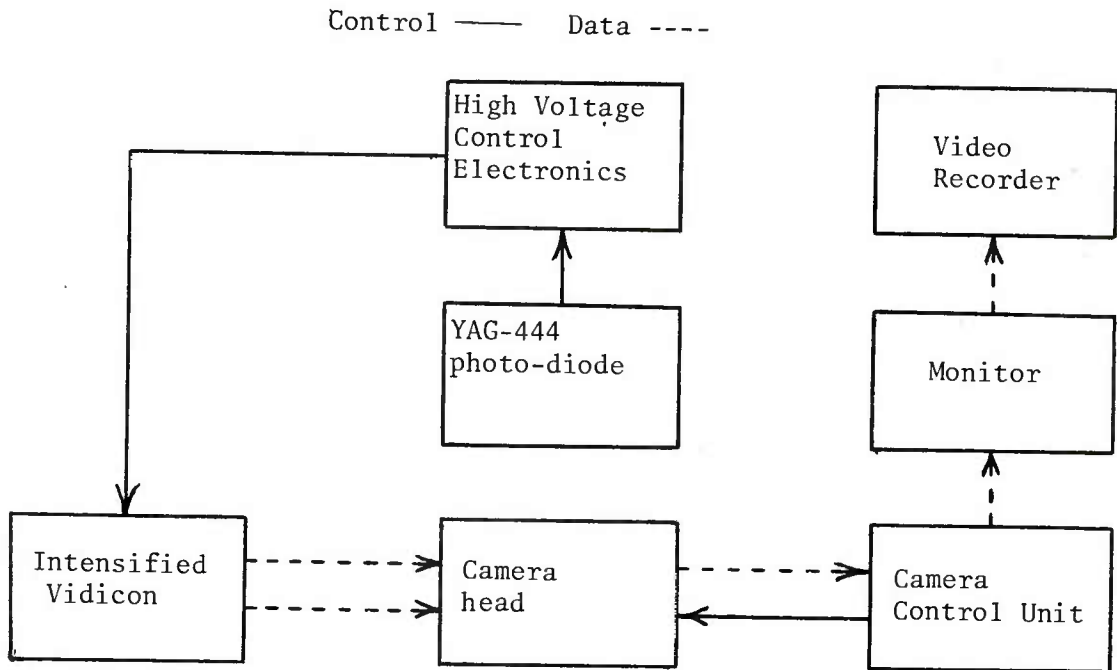 Control —— Data ----
High Voltage
Control
Electronics
Video
Recorder
YAG-444
photo-diode
Monitor
Intensified
Vidicon
Camera
head
Camera
Control Unit